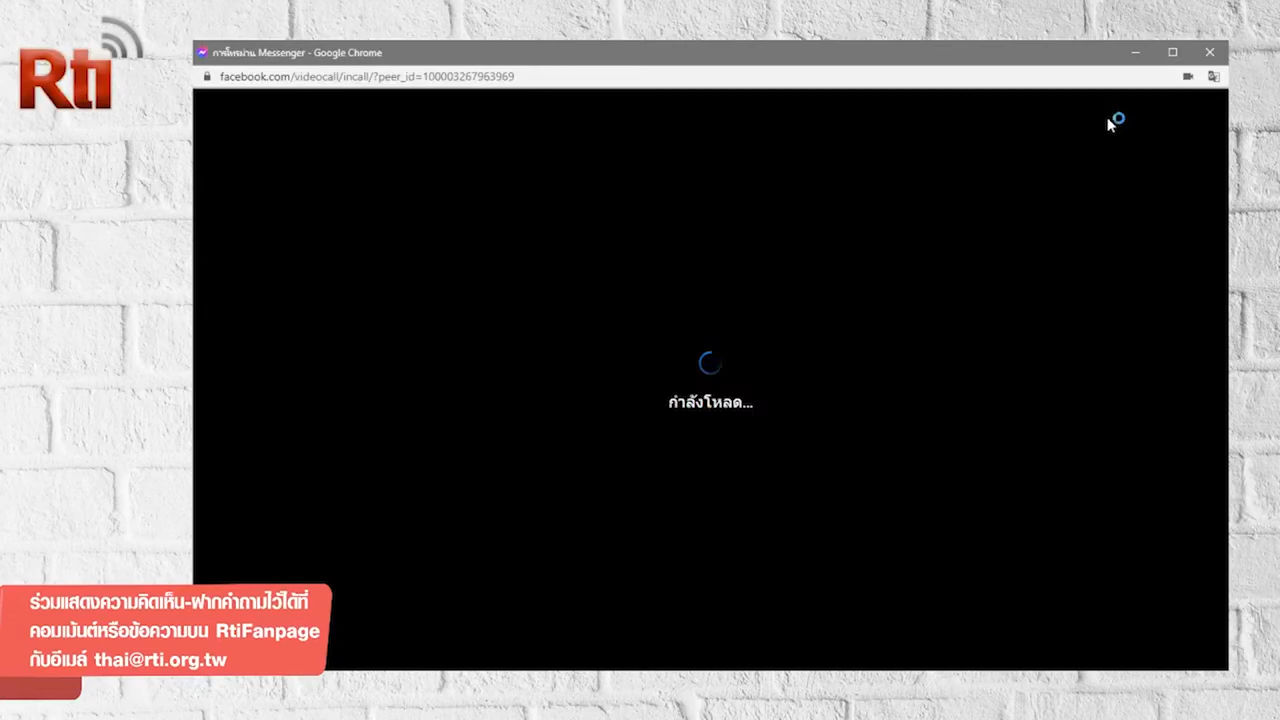 Rti
การโทรผ่าน Messenger - Google Chrome
facebook.com/videocall/incall/?peer_id=100003267963969
กำลังโหลด...
ร่วมแสดงความคิดเห็น-ฝากคำถามไว้ได้ที่
คอมเม้นต์หรือข้อความบน RtiFanpage
กับอีเมล์ thai@rti.org.tw